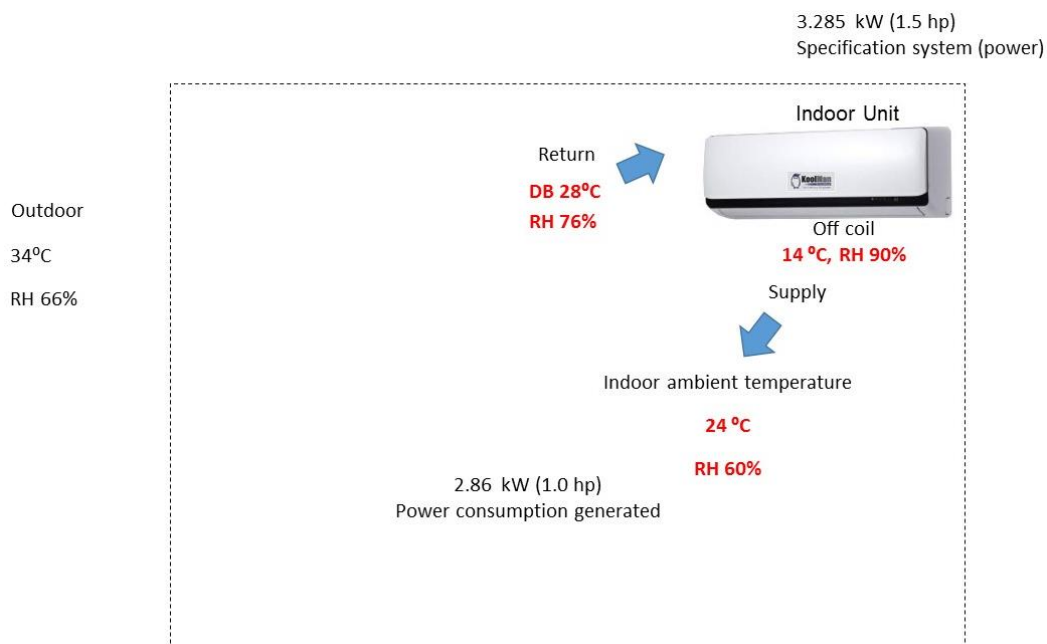 3.285 kW (1.5 hp)
Specification system (power)
Indoor Unit
Return
DB 28⁰C
RH 76%
KoolMan
Off coil
14 ⁰C, RH 90%
Outdoor
34⁰C
RH 66%
Supply
Indoor ambient temperature
24 ⁰C
RH 60%
2.86 kW (1.0 hp)
Power consumption generated